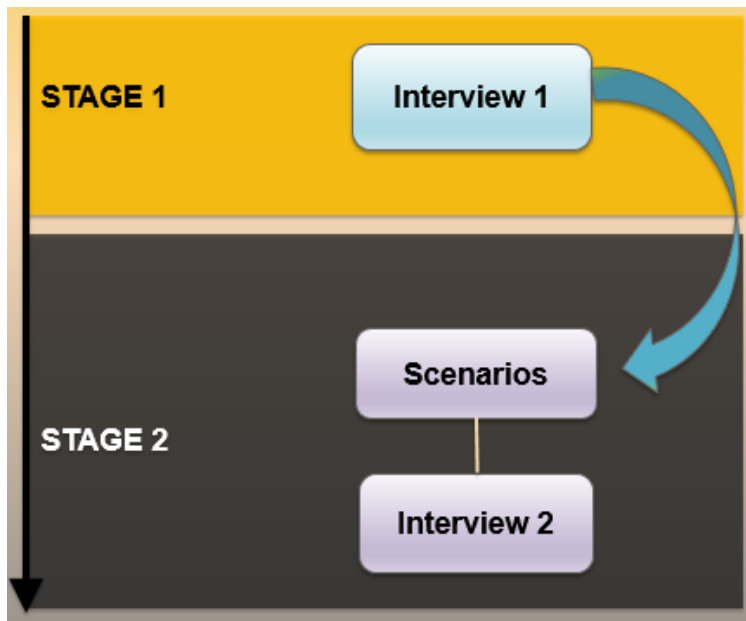 STAGE 1
Interview 1
Scenarios
STAGE 2
Interview 2